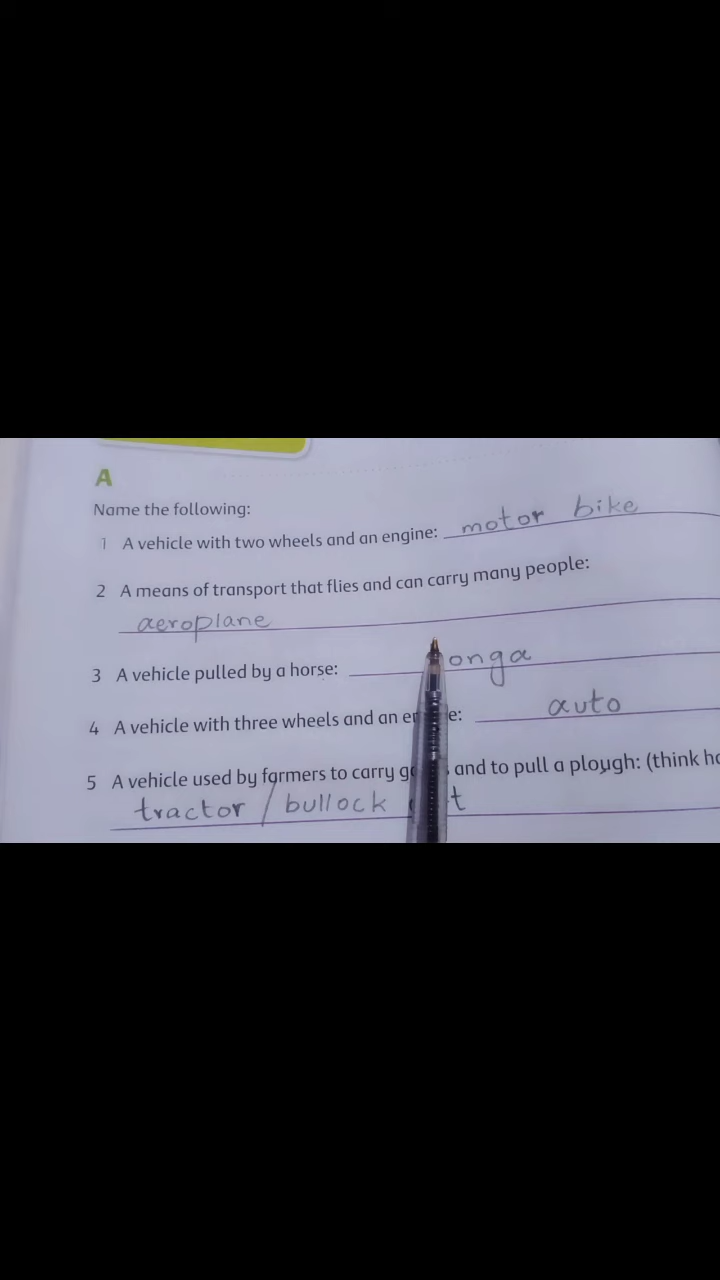 A
Name the following:
1 A vehicle with two wheels and an engine: motor bike
2 A means of transport that flies and can carry many people:
aeroplane
3 A vehicle pulled by a horse: onga
4 A vehicle with three wheels and an e: auto
5 A vehicle used by farmers to carry g and to pull a plough: (think
tractor / bullock t